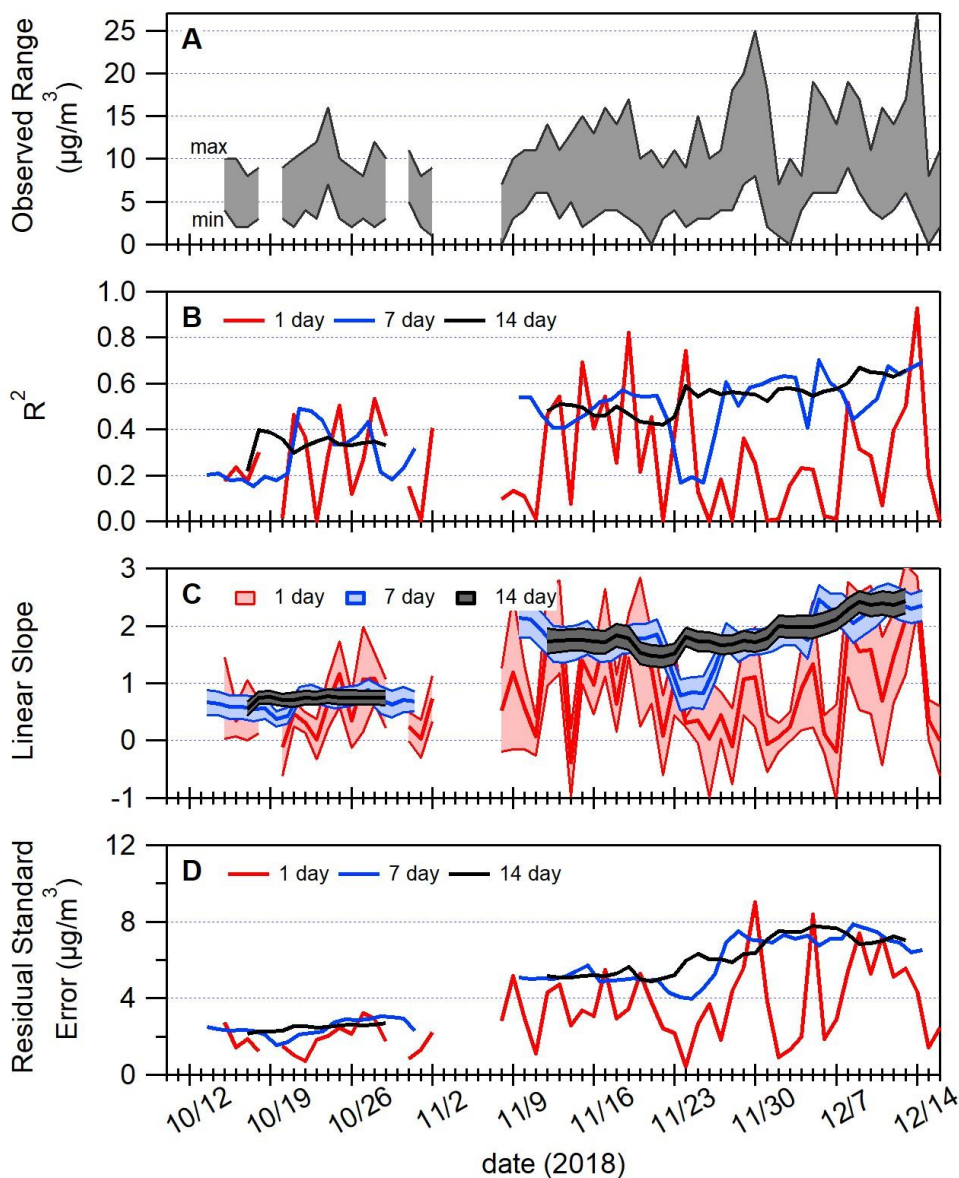 A
Observed Range
(µg/m³)
25
20
15
10
5
0
max
min
B
1 day 7 day 14 day
R²
1.0
0.8
0.6
0.4
0.2
0.0
C
1 day 7 day 14 day
Linear Slope
3
2
1
0
-1
D
1 day 7 day 14 day
Residual Standard
Error (µg/m³)
12
8
4
0
10/12 10/19 10/26 11/2 11/9 11/16 11/23 11/30 12/7 12/14
date (2018)